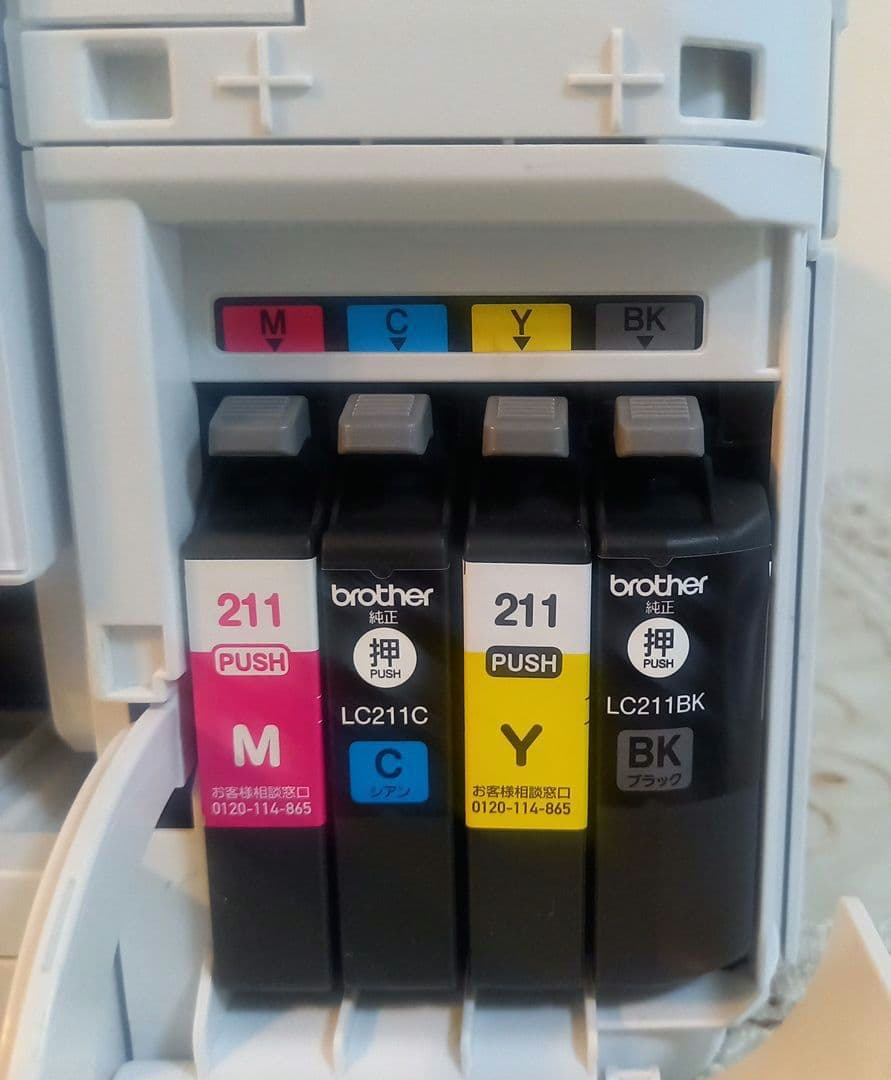 M
C
Y
BK
211
PUSH
M
お客様相談窓口
0120-114-865
brother
純正
押
PUSH
LC211C
C
シアン
211
PUSH
Y
お客様相談窓口
0120-114-865
brother
純正
押
PUSH
LC211BK
BK
ブラック